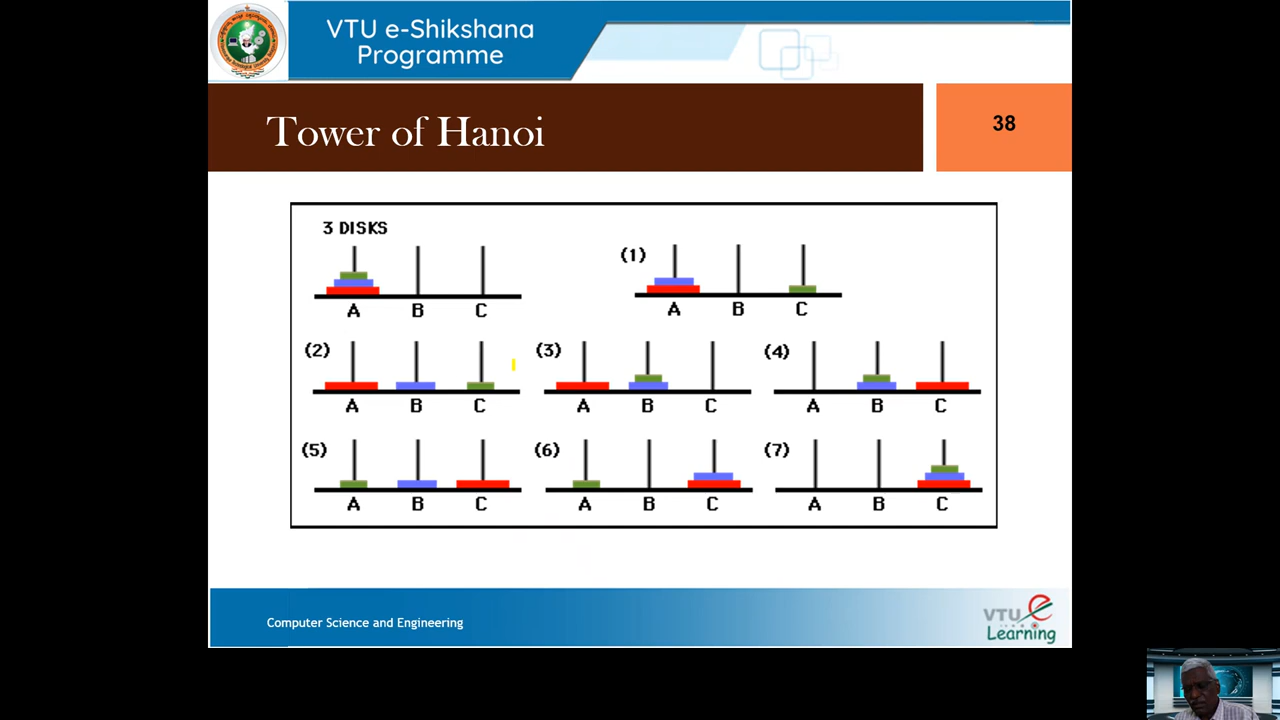 VTU e-Shikshana
Programme
Tower of Hanoi
38
3 DISKS
A B C
(1)
A B C
(2)
A B C
(3)
A B C
(4)
A B C
(5)
A B C
(6)
A B C
(7)
A B C
Computer Science and Engineering
VTU e
Learning